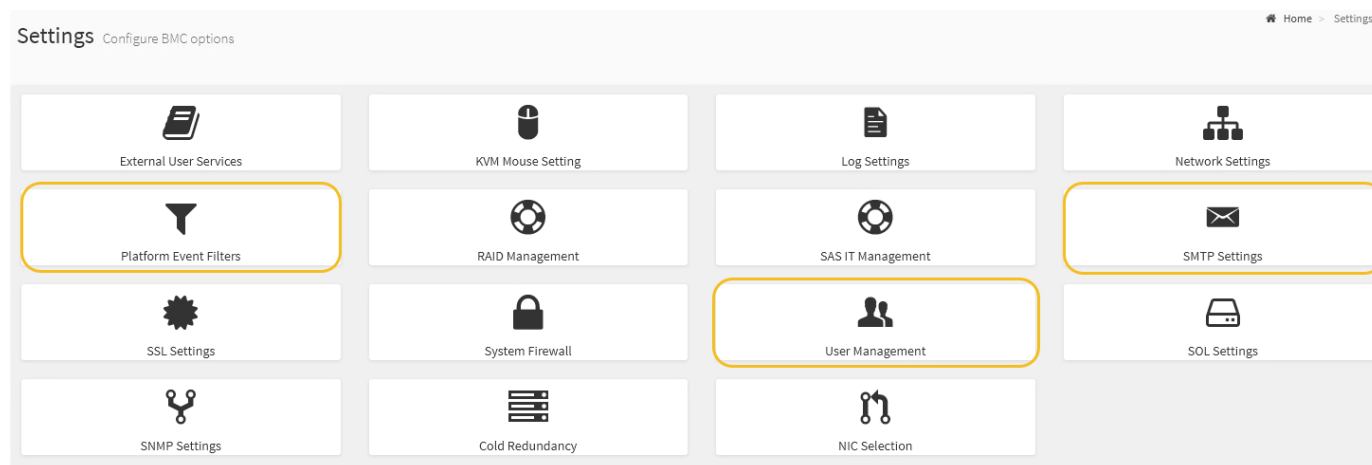 Home > Settings
Settings Configure BMC options
External User Services
KVM Mouse Setting
Log Settings
Network Settings
Platform Event Filters
RAID Management
SAS IT Management
SMTP Settings
SSL Settings
System Firewall
User Management
SOL Settings
SNMP Settings
Cold Redundancy
NIC Selection